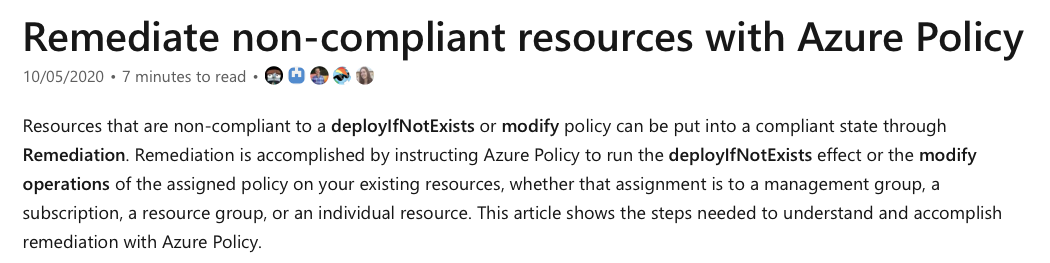 Remediate non-compliant resources with Azure Policy
10/05/2020 • 7 minutes to read •
Resources that are non-compliant to a deployIfNotExists or modify policy can be put into a compliant state through
Remediation. Remediation is accomplished by instructing Azure Policy to run the deployIfNotExists effect or the modify
operations of the assigned policy on your existing resources, whether that assignment is to a management group, a
subscription, a resource group, or an individual resource. This article shows the steps needed to understand and accomplish
remediation with Azure Policy.